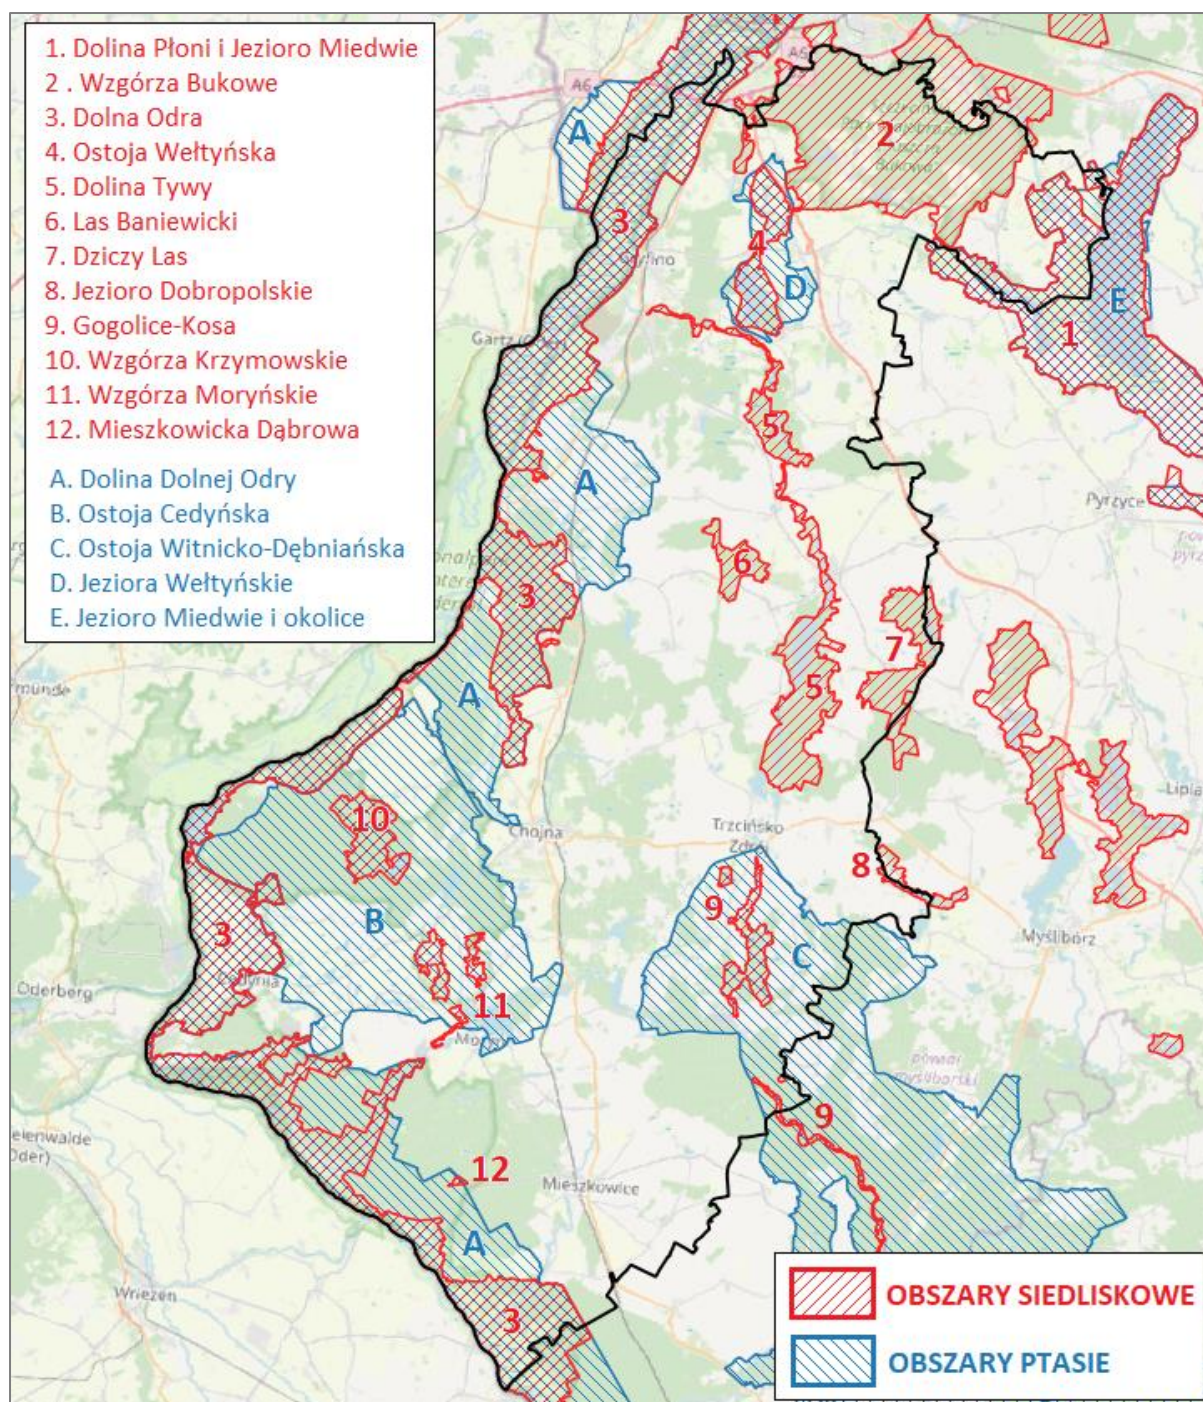 1. Dolina Płoni i Jezioro Miedwie
2 . Wzgórza Bukowe
3. Dolna Odra
4. Ostoja Wełtyńska
5. Dolina Tywy
6. Las Baniewicki
7. Dziczy Las
8. Jezioro Dobropolskie
9. Gogolice-Kosa
10. Wzgórza Krzymowskie
11. Wzgórza Moryńskie
12. Mieszkowicka Dąbrowa
A. Dolina Dolnej Odry
B. Ostoja Cedyńska
C. Ostoja Witnicko-Dębniańska
D. Jeziora Wełtyńskie
E. Jezioro Miedwie i okolice
A6
A
2
3
4
D
E
1
Gartz
5
A
Pyrzyce
6
3
7
5
A
10
Chojna
Trzcińsko
Zdrój
8
9
B
3
C
Myślibórz
Oderberg
Cedynia
11
powiat
myśliborski
9
12
Mieszkowice
A
Wriezen
3
OBSZARY SIEDLISKOWE
OBSZARY PTASIE